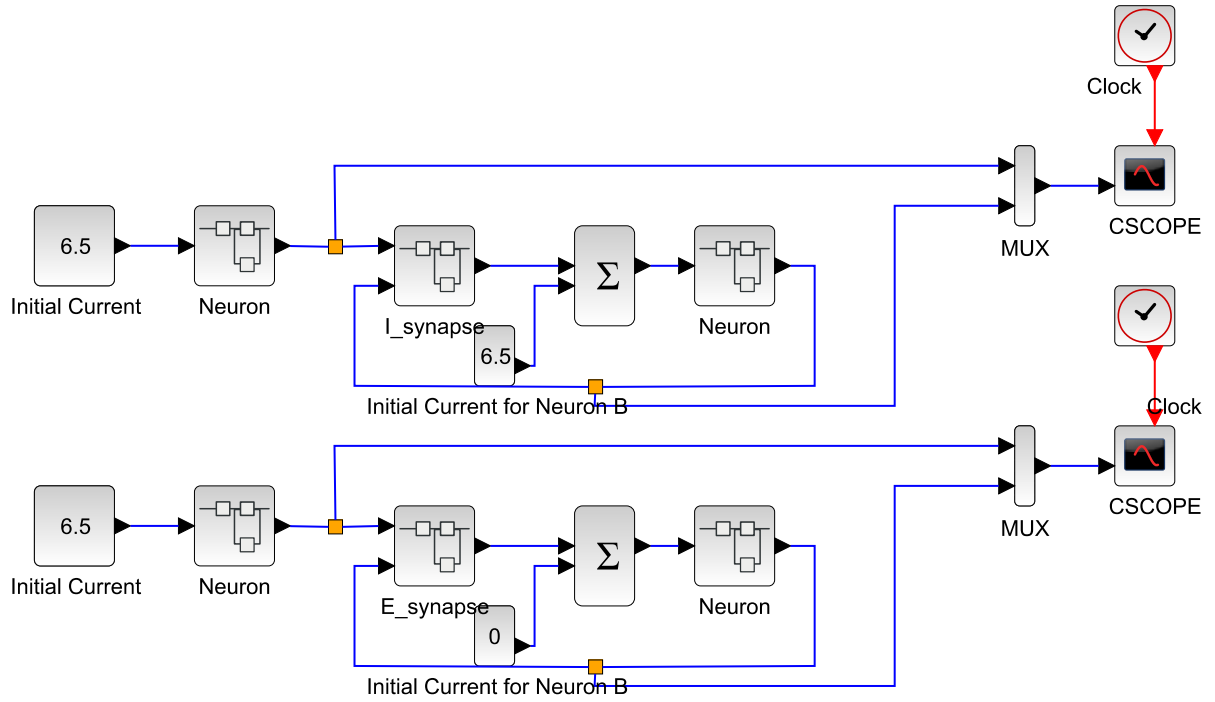 Clock
6.5
Initial Current
Neuron
I_synapse
6.5
Σ
Neuron
MUX
CSCOPE
Initial Current for Neuron B
Clock
6.5
Initial Current
Neuron
E_synapse
0
Σ
Neuron
MUX
CSCOPE
Initial Current for Neuron B